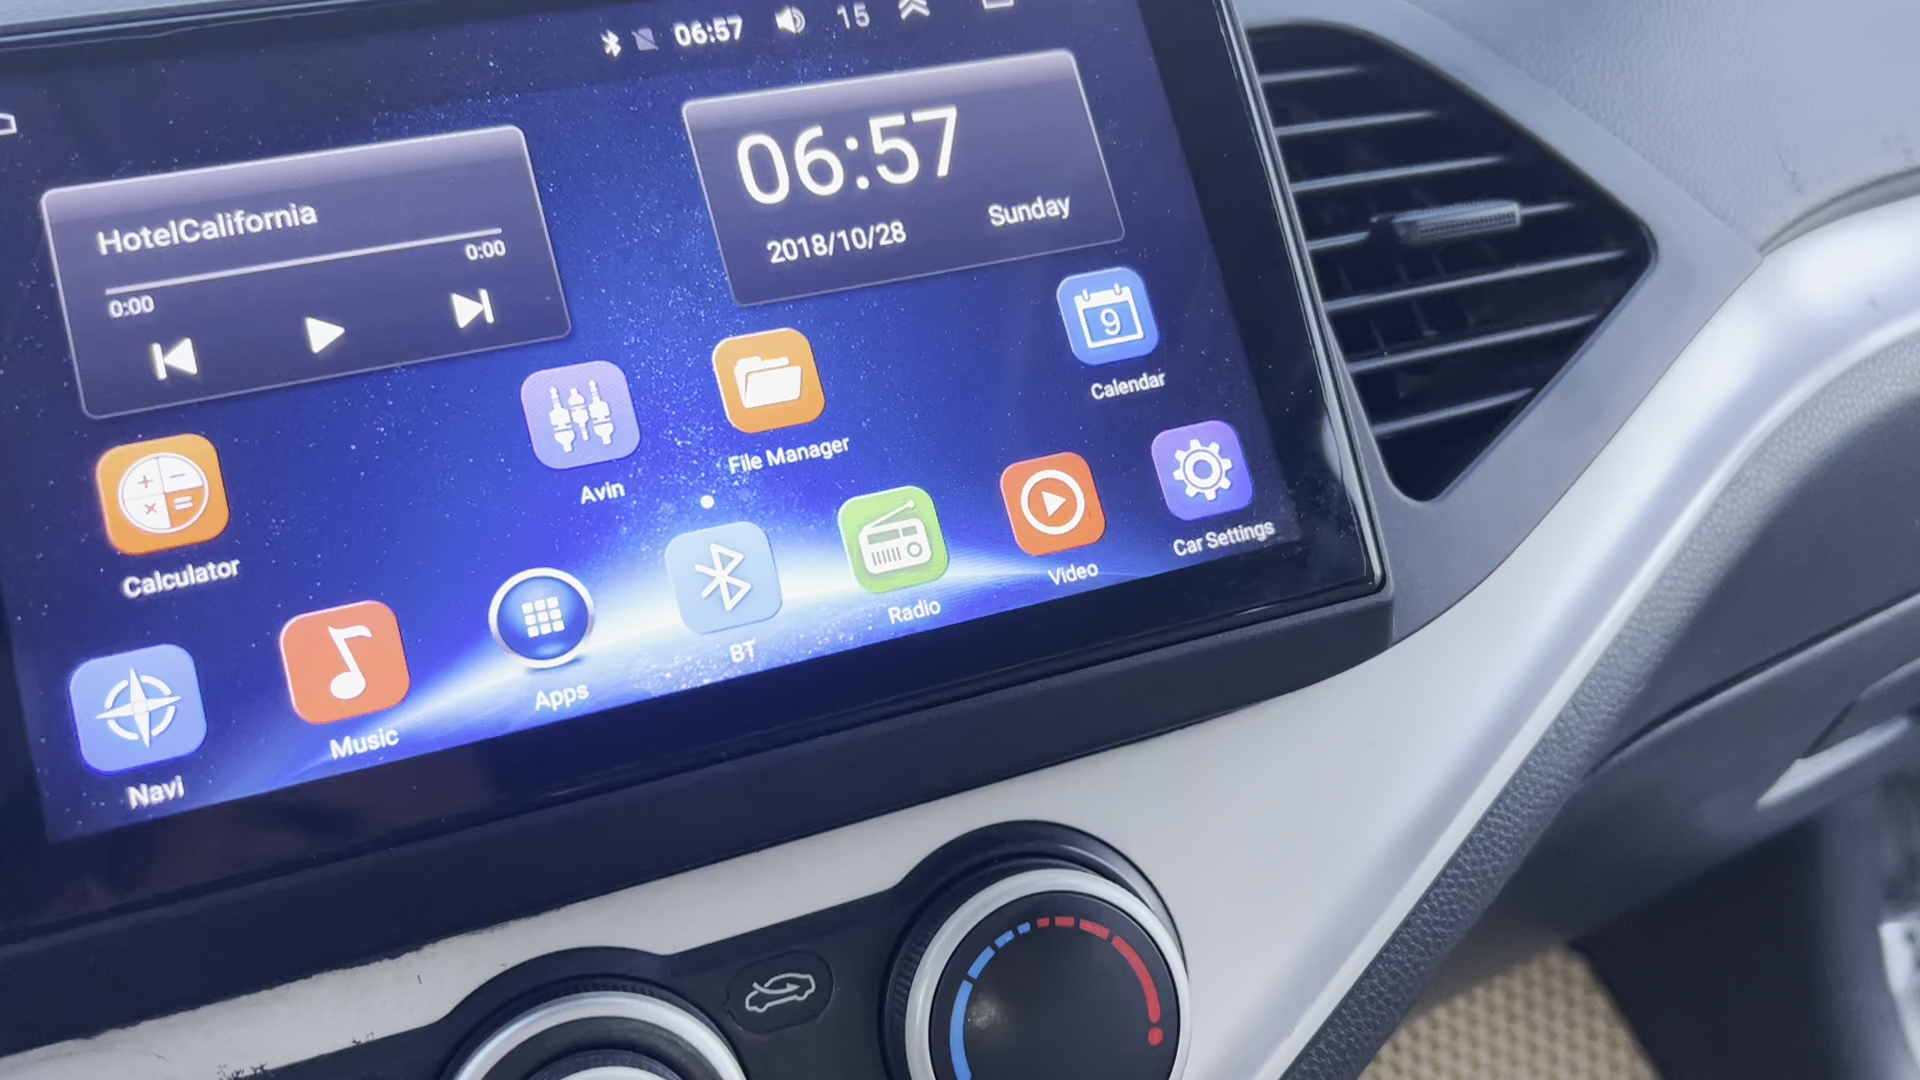 06:57 15
HotelCalifornia
0:00
0:00
06:57
2018/10/28 Sunday
9
Calculator
Avin
File Manager
Calendar
Navi
Music
Apps
BT
Radio
Video
Car Settings